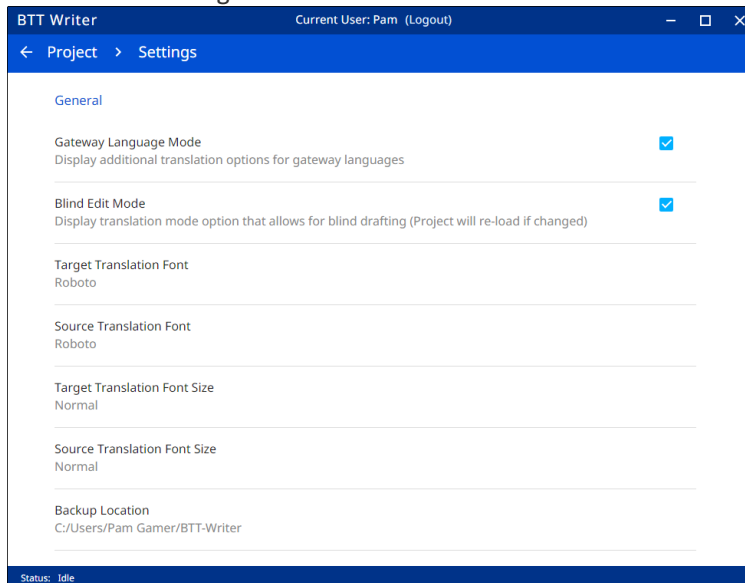 BTT Writer Current User: Pam (Logout)
Project > Settings
General
Gateway Language Mode
Display additional translation options for gateway languages
Blind Edit Mode
Display translation mode option that allows for blind drafting (Project will re-load if changed)
Target Translation Font
Roboto
Source Translation Font
Roboto
Target Translation Font Size
Normal
Source Translation Font Size
Normal
Backup Location
C:/Users/Pam Gamer/BTT-Writer
Status: Idle